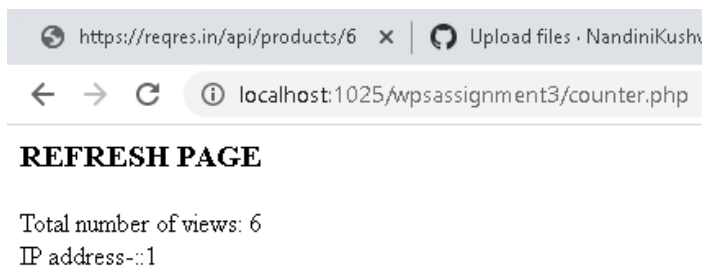 https://reqres.in/api/products/6 Upload files · NandiniKushw
localhost:1025/wpsassignment3/counter.php
REFRESH PAGE
Total number of views: 6
IP address-::1